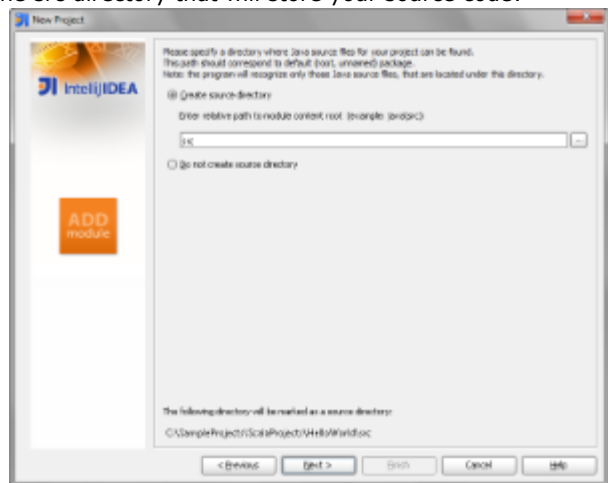 The src directory that will store your source code.
New Project
Please specify a directory where Java source files for your project can be found.
This path should correspond to default (root, unnamed) package.
Note: the program will recognize only those Java source files, that are located under this directory.
IntelliJIDEA
Create source directory
Enter relative path to module content root (example: java\src)
src
...
Do not create source directory
ADD
module
The following directory will be marked as a source directory:
C:\SampleProjects\ScalaProjects\HelloWorld\src
< Previous
Next >
Finish
Cancel
Help